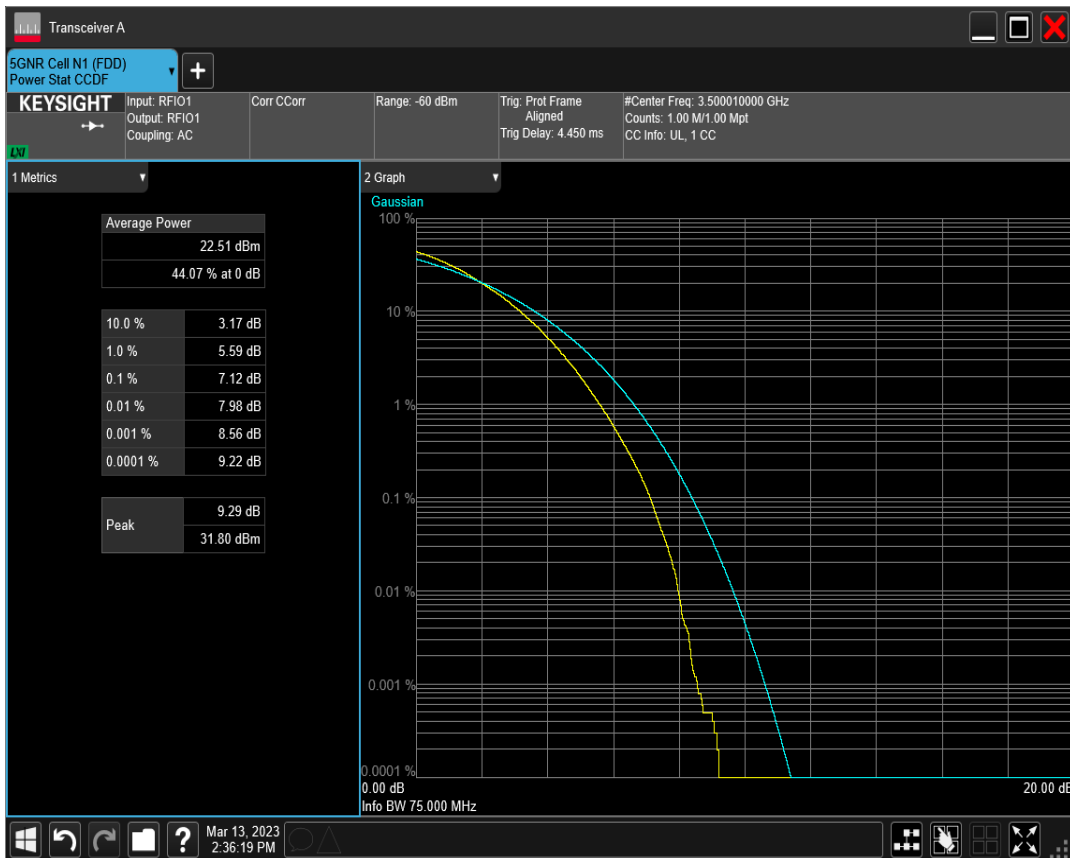 Transceiver A
5GNR Cell N1 (FDD)
Power Stat CCDF
+
KEYSIGHT
LXI
Input: RFIO1
Output: RFIO1
Coupling: AC
Corr CCorr
Range: -60 dBm
Trig: Prot Frame
Aligned
Trig Delay: 4.450 ms
#Center Freq: 3.500010000 GHz
Counts: 1.00 M/1.00 Mpt
CC Info: UL, 1 CC
1 Metrics
Average Power
22.51 dBm
44.07 % at 0 dB
10.0 % 3.17 dB
1.0 % 5.59 dB
0.1 % 7.12 dB
0.01 % 7.98 dB
0.001 % 8.56 dB
0.0001 % 9.22 dB
Peak
9.29 dB
31.80 dBm
2 Graph
Gaussian
100 %
10 %
1 %
0.1 %
0.01 %
0.001 %
0.0001 %
0.00 dB 20.00 dB
Info BW 75.000 MHz
?
Mar 13, 2023
2:36:19 PM